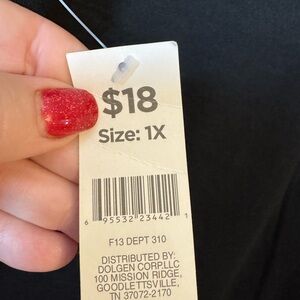 $18
Size: 1X
6 95532 23442 1
F13 DEPT 310
DISTRIBUTED BY:
DOLGEN CORP.LLC
100 MISSION RIDGE,
GOODLETTSVILLE,
TN 37072-2170